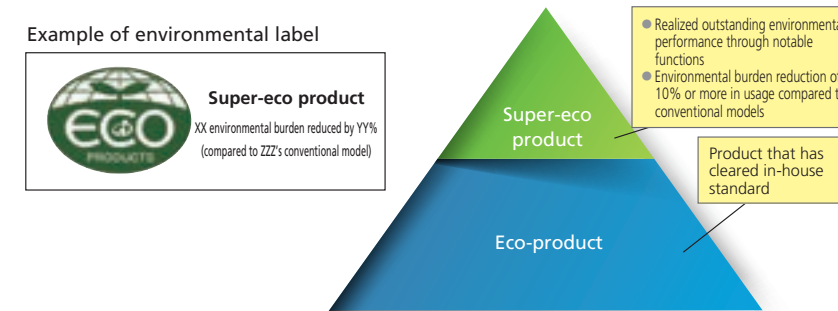 Example of environmental label
ECO
PRODUCTS
Super-eco product
XX environmental burden reduced by YY%
(compared to ZZZ's conventional model)
Super-eco
product
Eco-product
● Realized outstanding environmenta
performance through notable
functions
● Environmental burden reduction of
10% or more in usage compared t
conventional models
Product that has
cleared in-house
standard